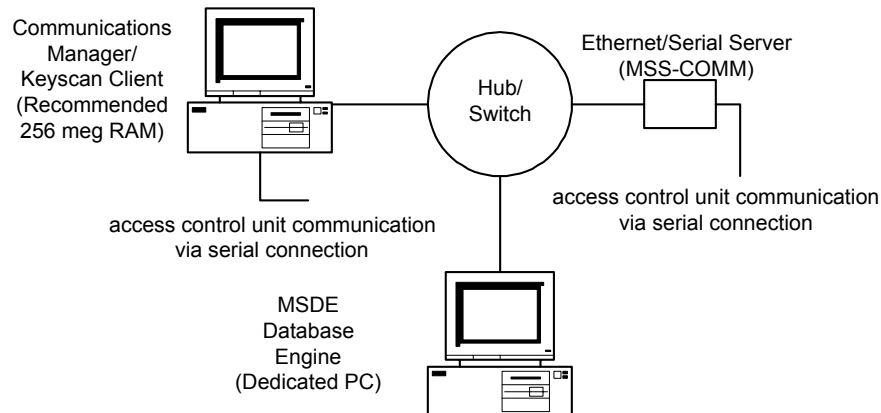 Communications
Manager/
Keyscan Client
(Recommended
256 meg RAM)
Hub/
Switch
Ethernet/Serial Server
(MSS-COMM)
access control unit communication
via serial connection
access control unit communication
via serial connection
MSDE
Database
Engine
(Dedicated PC)